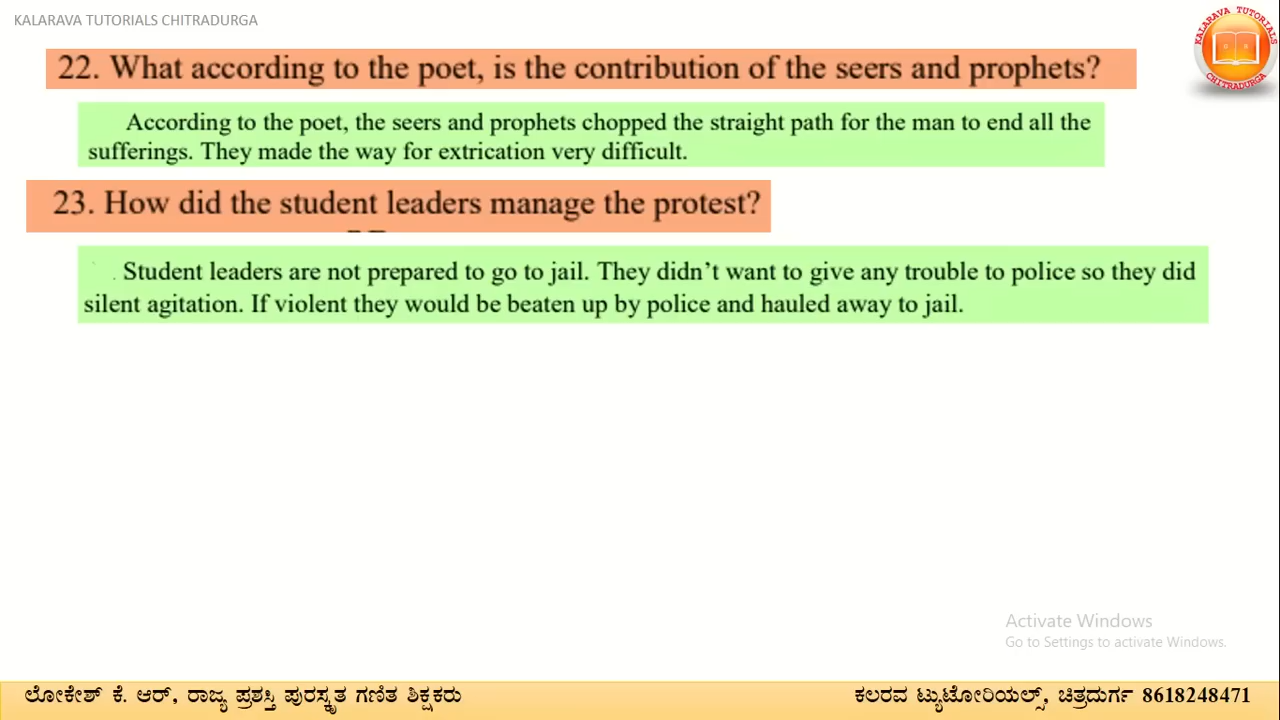 KALARAVA TUTORIALS CHITRADURGA
KALARAVA TUTORIALS
CHITRADURGA
22. What according to the poet, is the contribution of the seers and prophets?
According to the poet, the seers and prophets chopped the straight path for the man to end all the
sufferings. They made the way for extrication very difficult.
23. How did the student leaders manage the protest?
Student leaders are not prepared to go to jail. They didn't want to give any trouble to police so they did
silent agitation. If violent they would be beaten up by police and hauled away to jail.
Activate Windows
Go to Settings to activate Windows.
ಲೋಕೇಶ್ ಕೆ. ಆರ್, ರಾಜ್ಯ ಪ್ರಶಸ್ತಿ ಪುರಸ್ಕೃತ ಗಣಿತ ಶಿಕ್ಷಕರು
ಕಲರವ ಟ್ಯುಟೋರಿಯಲ್ಸ್, ಚಿತ್ರದುರ್ಗ 8618248471